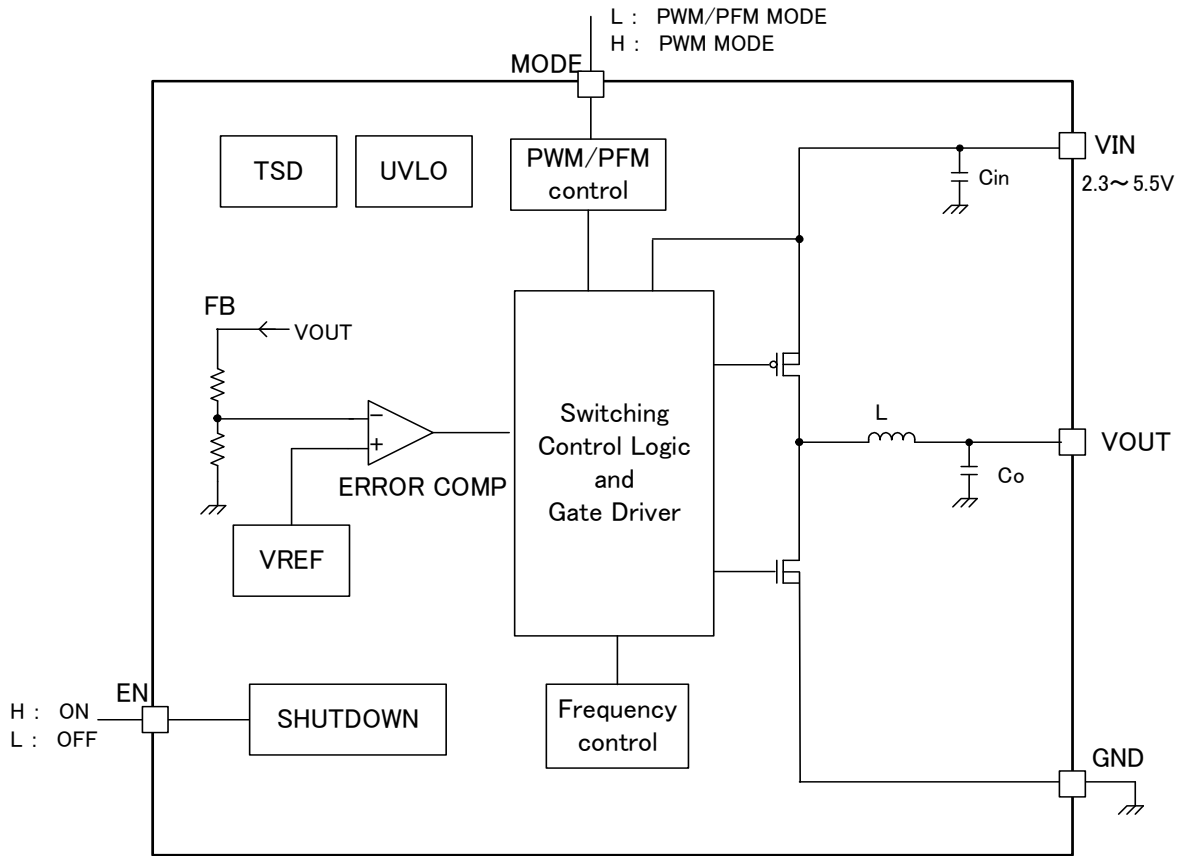 L : PWM/PFM MODE
H : PWM MODE
MODE
TSD
UVLO
PWM/PFM
control
VIN
2.3～5.5V
Cin
FB
VOUT
−
+
ERROR COMP
VREF
Switching
Control Logic
and
Gate Driver
L
VOUT
Co
EN
H : ON
L : OFF
SHUTDOWN
Frequency
control
GND